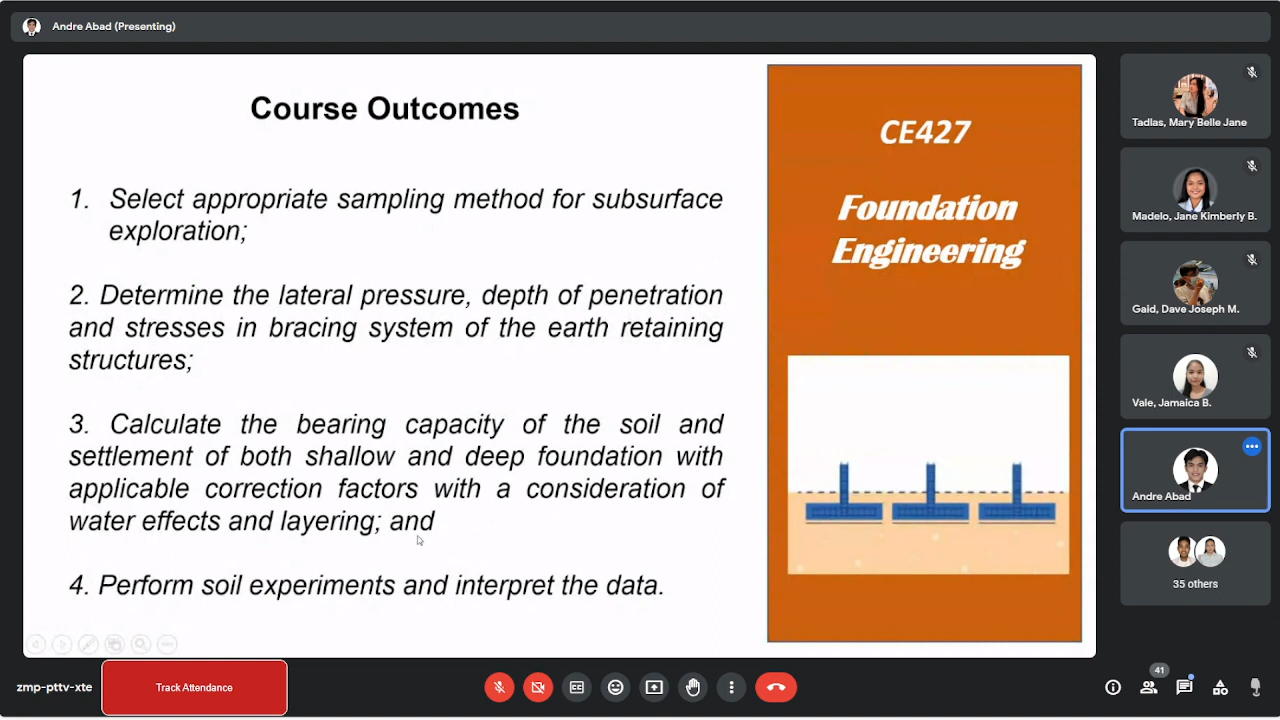 Andre Abad (Presenting)
Course Outcomes
1. Select appropriate sampling method for subsurface
exploration;
2. Determine the lateral pressure, depth of penetration
and stresses in bracing system of the earth retaining
structures;
3. Calculate the bearing capacity of the soil and
settlement of both shallow and deep foundation with
applicable correction factors with a consideration of
water effects and layering; and
4. Perform soil experiments and interpret the data.
CE427
Foundation
Engineering
Tadlas, Mary Belle Jane
Madelo, Jane Kimberly B.
Gaid, Dave Joseph M.
Vale, Jamaica B.
Andre Abad
35 others
zmp-pttv-xte
Track Attendance
CC
41